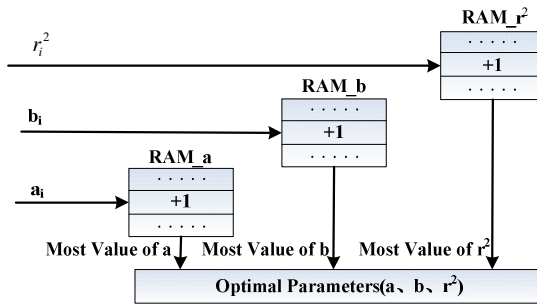 RAM_r²
· · · · ·
r_i²
+1
· · · · ·
RAM_b
· · · · ·
b_i
+1
· · · · ·
RAM_a
· · · · ·
a_i
+1
· · · · ·
Most Value of a Most Value of b Most Value of r²
Optimal Parameters(a、b、r²)